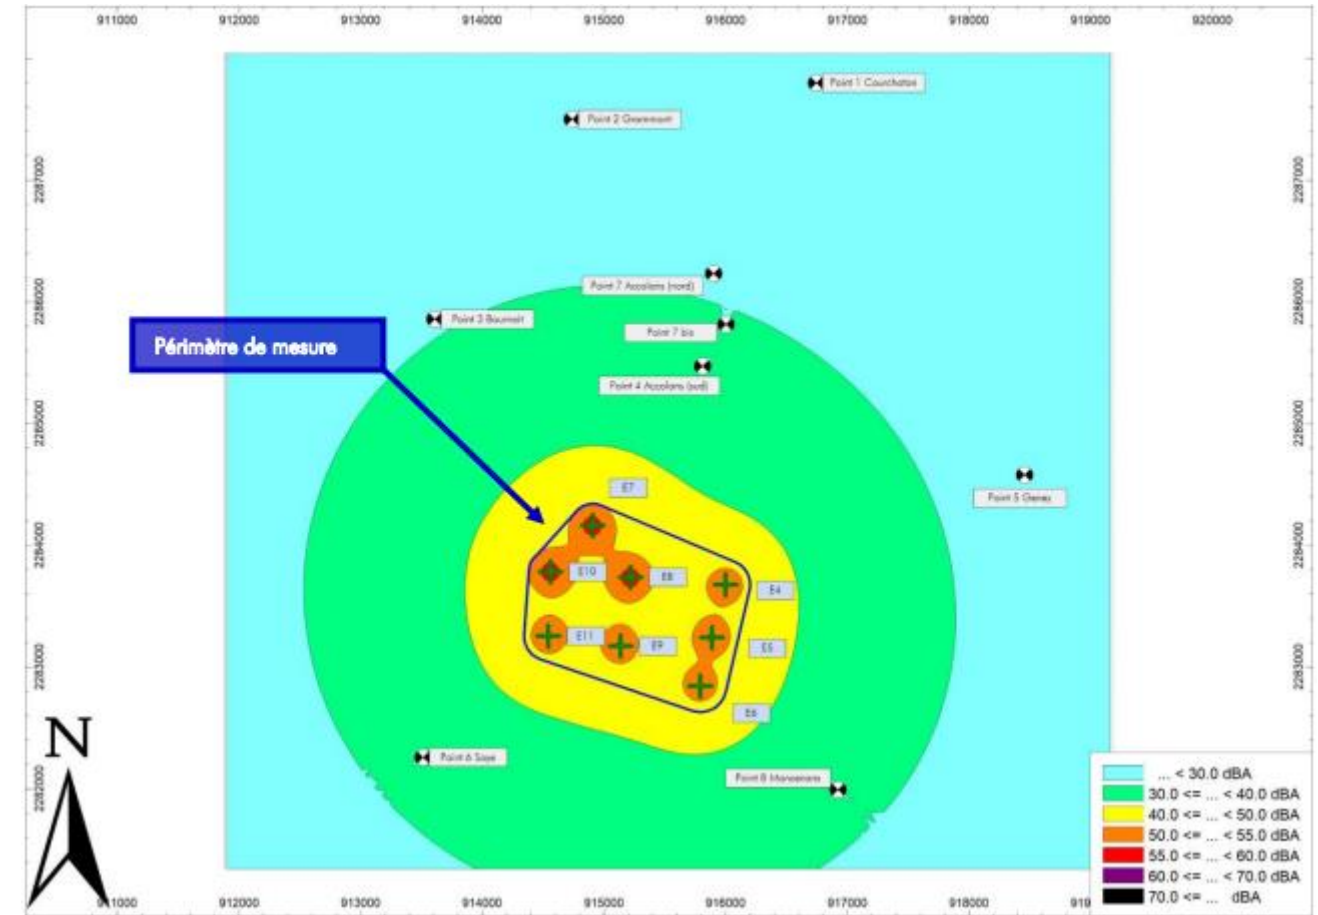 911000 912000 913000 914000 915000 916000 917000 918000 919000 920000
Point 1 Courchaton
Point 2 Grammont
2287000 2287000
Point 7 Accolans (nord)
2286000 2286000
Point 3 Bournois
Point 7 bis
Périmètre de mesure
Point 4 Accolans (sud)
2285000 2285000
E7
Point 5 Geney
2284000 2284000
E10 E8 E4
E11 E9 E5
2283000 2283000
E6
N
Point 6 Soye
Point 8
2282000
... < 30.0 dBA
30.0 <= ... < 40.0 dBA
40.0 <= ... < 50.0 dBA
50.0 <= ... < 55.0 dBA
55.0 <= ... < 60.0 dBA
60.0 <= ... < 70.0 dBA
70.0 <= ... dBA
911000 912000 913000 914000 915000 916000 917000 918000 919